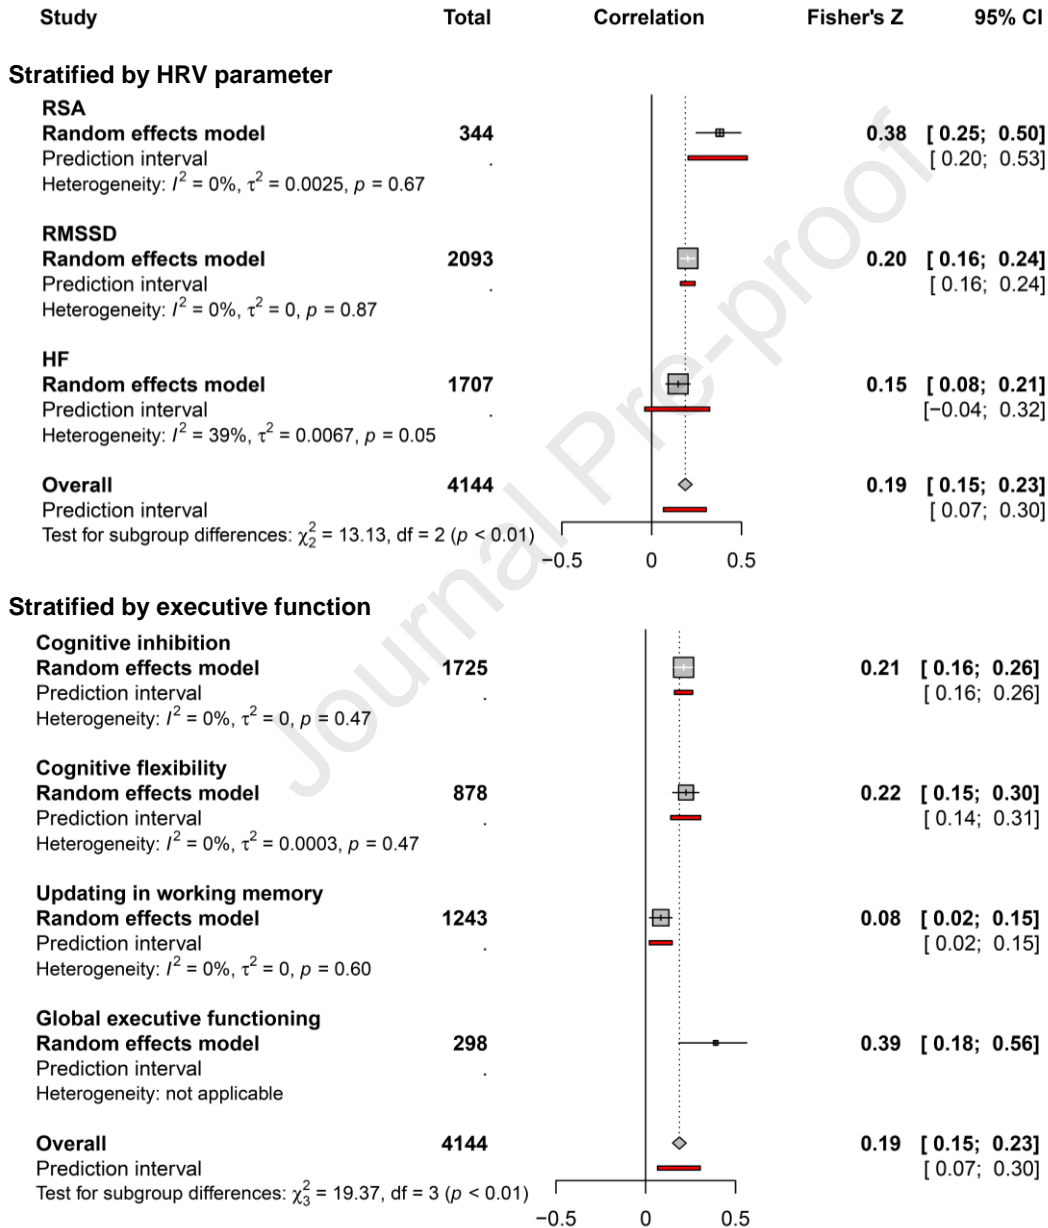 Study Total Correlation Fisher's Z 95% CI
Stratified by HRV parameter
RSA
Random effects model 344 0.38 [ 0.25; 0.50]
Prediction interval . [ 0.20; 0.53]
Heterogeneity: I² = 0%, τ² = 0.0025, p = 0.67
RMSSD
Random effects model 2093 0.20 [ 0.16; 0.24]
Prediction interval . [ 0.16; 0.24]
Heterogeneity: I² = 0%, τ² = 0, p = 0.87
HF
Random effects model 1707 0.15 [ 0.08; 0.21]
Prediction interval . [−0.04; 0.32]
Heterogeneity: I² = 39%, τ² = 0.0067, p = 0.05
Overall 4144 0.19 [ 0.15; 0.23]
Prediction interval [ 0.07; 0.30]
Test for subgroup differences: χ²₂ = 13.13, df = 2 (p < 0.01)
−0.5 0 0.5
Stratified by executive function
Cognitive inhibition
Random effects model 1725 0.21 [ 0.16; 0.26]
Prediction interval . [ 0.16; 0.26]
Heterogeneity: I² = 0%, τ² = 0, p = 0.47
Cognitive flexibility
Random effects model 878 0.22 [ 0.15; 0.30]
Prediction interval . [ 0.14; 0.31]
Heterogeneity: I² = 0%, τ² = 0.0003, p = 0.47
Updating in working memory
Random effects model 1243 0.08 [ 0.02; 0.15]
Prediction interval . [ 0.02; 0.15]
Heterogeneity: I² = 0%, τ² = 0, p = 0.60
Global executive functioning
Random effects model 298 0.39 [ 0.18; 0.56]
Prediction interval .
Heterogeneity: not applicable
Overall 4144 0.19 [ 0.15; 0.23]
Prediction interval [ 0.07; 0.30]
Test for subgroup differences: χ²₃ = 19.37, df = 3 (p < 0.01)
−0.5 0 0.5
Journal Pre-proof